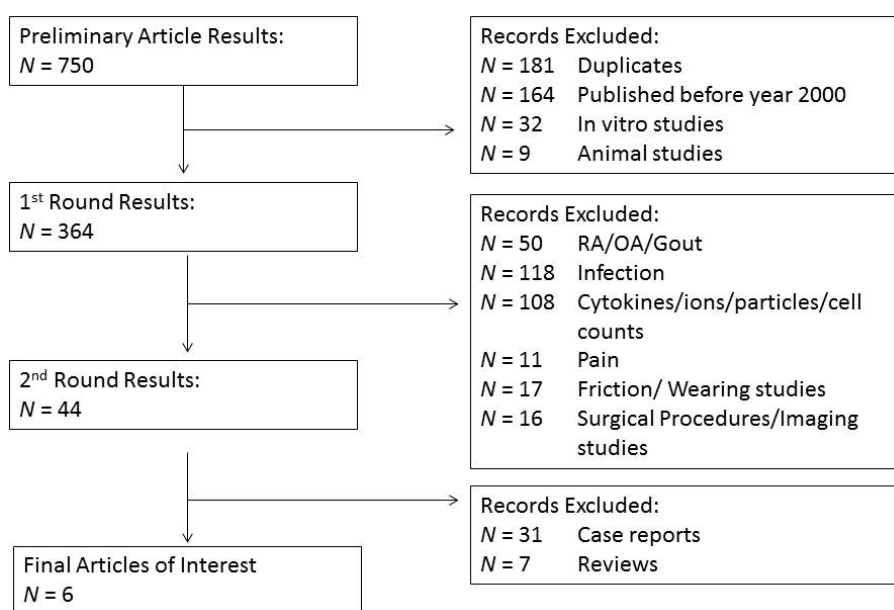 Preliminary Article Results:
N = 750
Records Excluded:
N = 181 Duplicates
N = 164 Published before year 2000
N = 32 In vitro studies
N = 9 Animal studies
1st Round Results:
N = 364
Records Excluded:
N = 50 RA/OA/Gout
N = 118 Infection
N = 108 Cytokines/ions/particles/cell
counts
N = 11 Pain
N = 17 Friction/ Wearing studies
N = 16 Surgical Procedures/Imaging
studies
2nd Round Results:
N = 44
Records Excluded:
N = 31 Case reports
N = 7 Reviews
Final Articles of Interest
N = 6